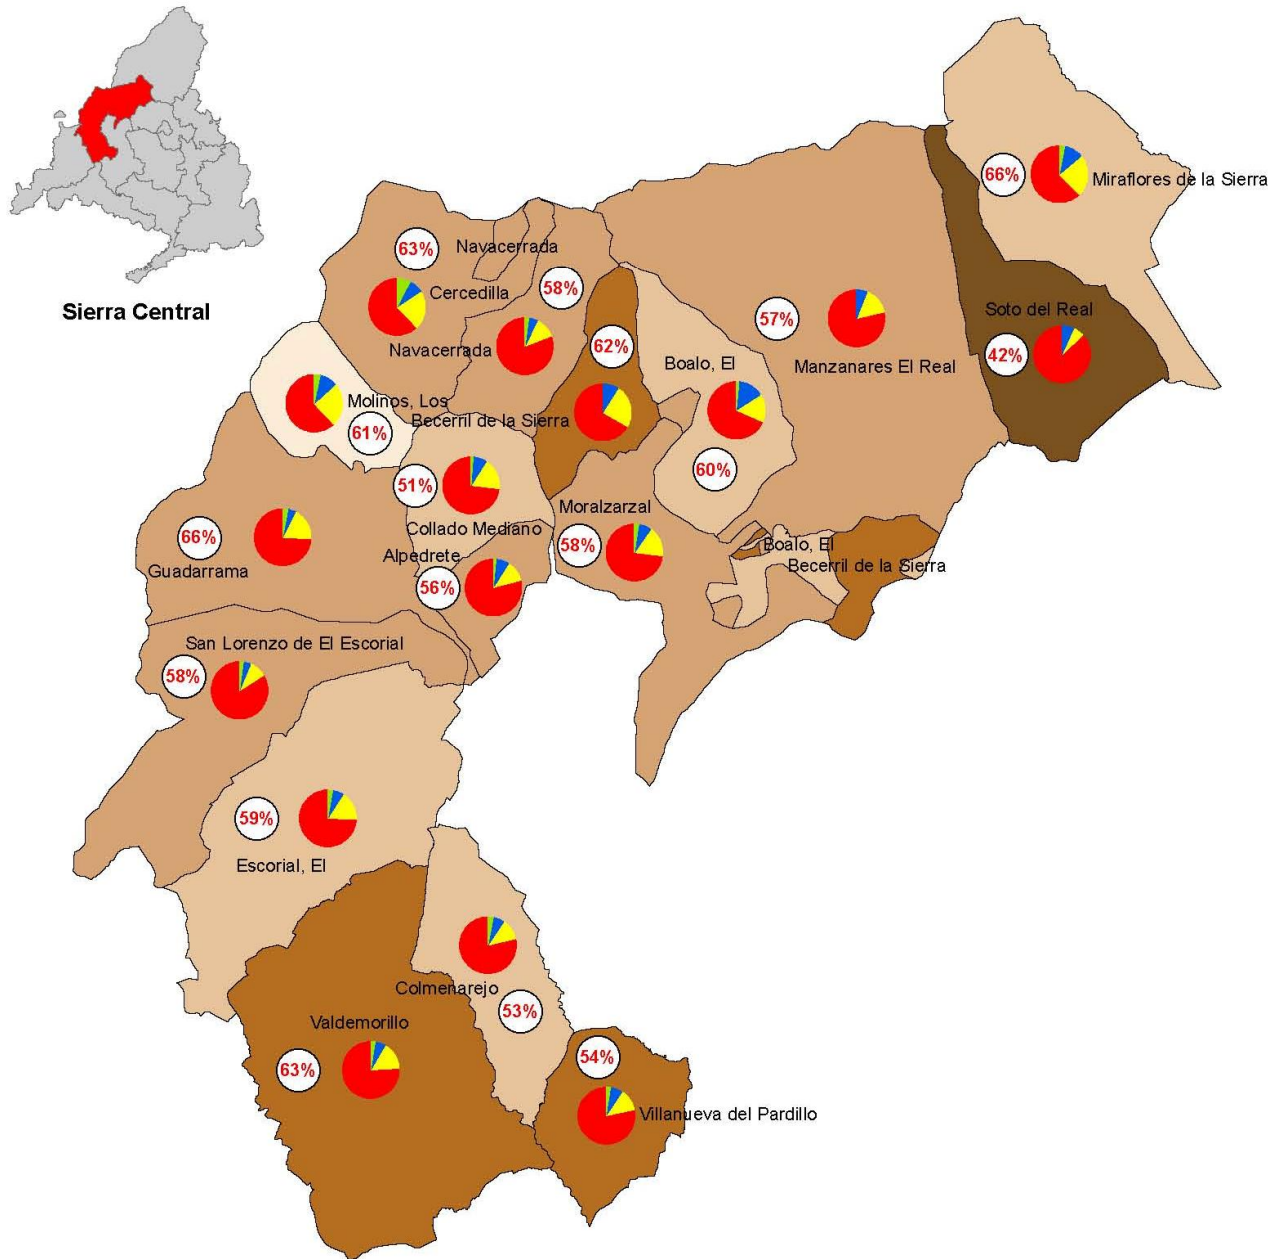 Sierra Central
66%
Miraflores de la Sierra
63%
Navacerrada
Cercedilla
58%
Navacerrada
62%
57%
Manzanares El Real
Soto del Real
42%
Boalo, El
60%
Molinos, Los
61%
Becerril de la Sierra
51%
Collado Mediano
Moralzarzal
58%
66%
Guadarrama
Alpedrete
56%
Boalo, El
Becerril de la Sierra
San Lorenzo de El Escorial
58%
59%
Escorial, El
Colmenarejo
53%
Valdemorillo
63%
54%
Villanueva del Pardillo